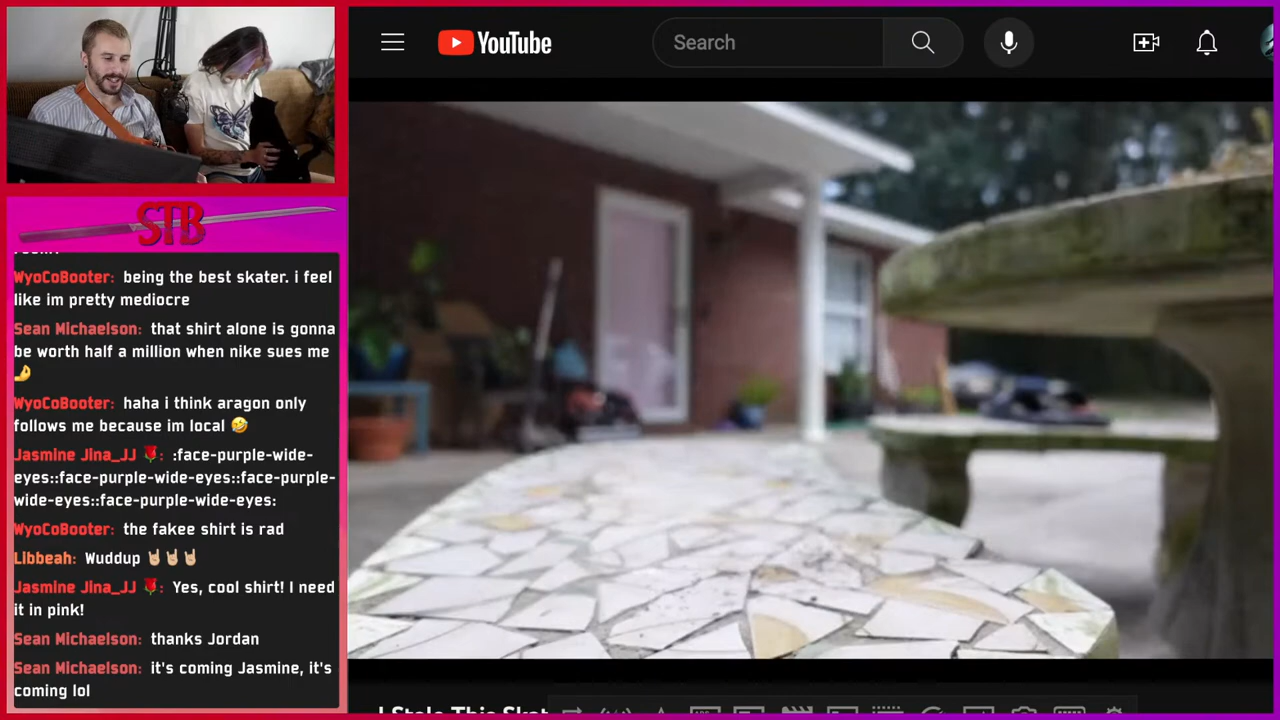 YouTube
Search
STB
WyoCoBooter: being the best skater. i feel
like im pretty mediocre
Sean Michaelson: that shirt alone is gonna
be worth half a million when nike sues me
🤌
WyoCoBooter: haha i think aragon only
follows me because im local 🤣
Jasmine Jina_JJ 🌹: :face-purple-wide-
eyes::face-purple-wide-eyes::face-purple-
wide-eyes::face-purple-wide-eyes:
WyoCoBooter: the fakee shirt is rad
Libbeah: Wuddup 🤘🏼🤘🏼🤘🏼
Jasmine Jina_JJ 🌹: Yes, cool shirt! I need
it in pink!
Sean Michaelson: thanks Jordan
Sean Michaelson: it's coming Jasmine, it's
coming lol
I Stole This Skat